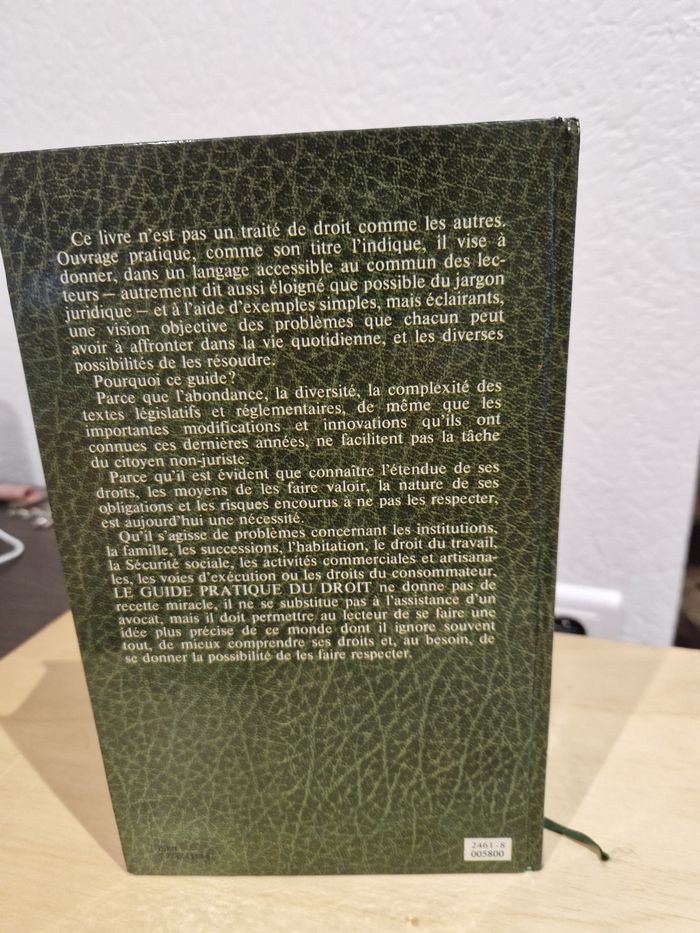 Ce livre n'est pas un traité de droit comme les autres.
Ouvrage pratique, comme son titre l'indique, il vise à
donner, dans un langage accessible au commun des lec-
teurs — autrement dit aussi éloigné que possible du jargon
juridique — et à l'aide d'exemples simples, mais éclairants,
une vision objective des problèmes que chacun peut
avoir à affronter dans la vie quotidienne, et les diverses
possibilités de les résoudre.
Pourquoi ce guide?
Parce que l'abondance, la diversité, la complexité des
textes législatifs et réglementaires, de même que les
importantes modifications et innovations qu'ils ont
connues ces dernières années, ne facilitent pas la tâche
du citoyen non-juriste.
Parce qu'il est évident que connaître l'étendue de ses
droits, les moyens de les faire valoir, la nature de ses
obligations et les risques encourus à ne pas les respecter,
est aujourd'hui une nécessité.
Qu'il s'agisse de problèmes concernant les institutions,
la famille, les successions, l'habitation, le droit du travail,
la Sécurité sociale, les activités commerciales et artisana-
les, les voies d'exécution ou les droits du consommateur,
LE GUIDE PRATIQUE DU DROIT ne donne pas de
recette miracle, il ne se substitue pas à l'assistance d'un
avocat, mais il doit permettre au lecteur de se faire une
idée plus précise de ce monde dont il ignore souvent
tout, de mieux comprendre ses droits et, au besoin, de
se donner la possibilité de les faire respecter.
ISBN
2461-8
005800